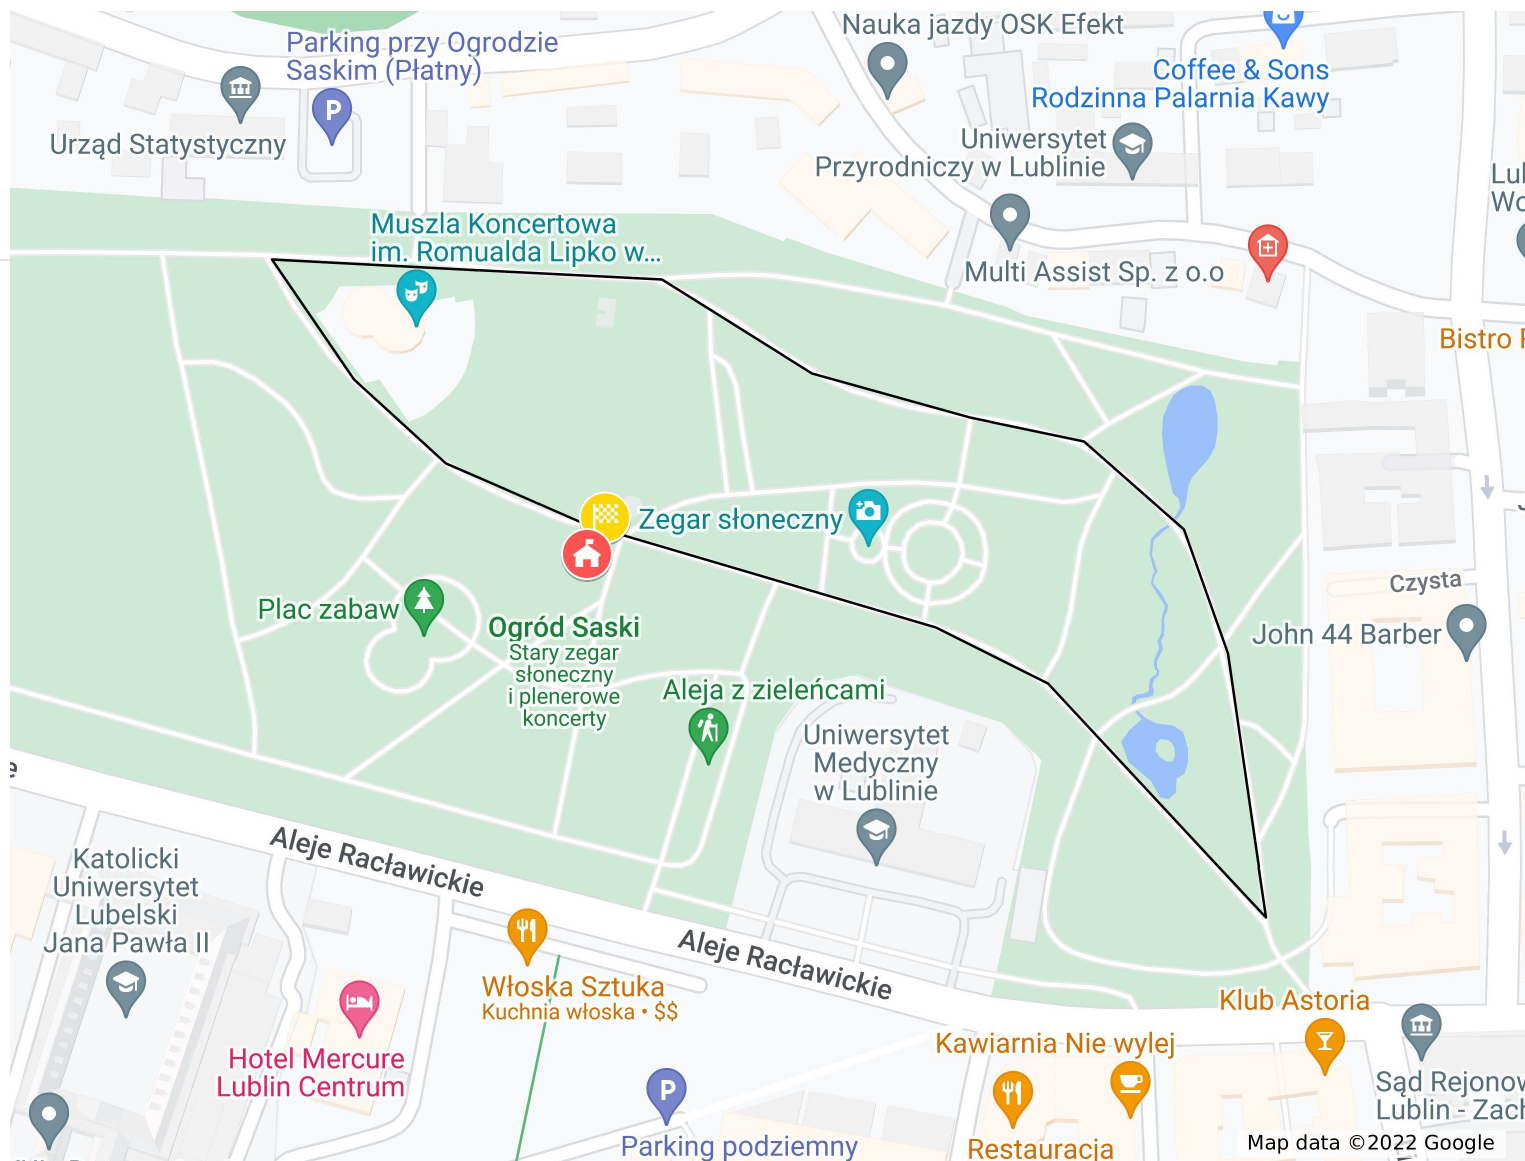 Nauka jazdy OSK Efekt
Parking przy Ogrodzie
Saskim (Płatny)
Coffee & Sons
Rodzinna Palarnia Kawy
Urząd Statystyczny
Uniwersytet
Przyrodniczy w Lublinie
Muszla Koncertowa
im. Romualda Lipko w...
Multi Assist Sp. z o.o
Bistro
Zegar słoneczny
Czysta
Plac zabaw
Ogród Saski
Stary zegar
słoneczny
i plenerowe
koncerty
John 44 Barber
Aleja z zieleńcami
Uniwersytet
Medyczny
w Lublinie
Aleje Racławickie
Katolicki
Uniwersytet
Lubelski
Jana Pawła II
Aleje Racławickie
Włoska Sztuka
Kuchnia włoska • $$
Klub Astoria
Hotel Mercure
Lublin Centrum
Kawiarnia Nie wylej
Sąd Rejonow
Lublin - Zach
Parking podziemny
Restauracja
Map data ©2022 Google